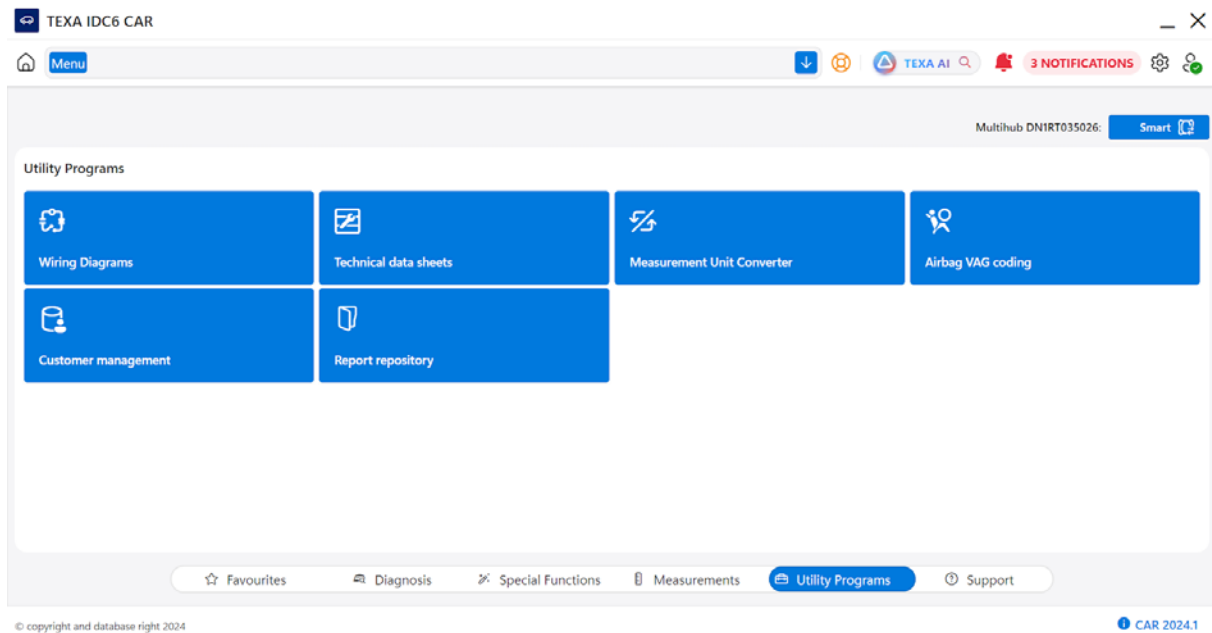 TEXA IDC6 CAR
Menu
TEXA AI
3 NOTIFICATIONS
Multihub DN1RT035026:
Smart
Utility Programs
Wiring Diagrams
Technical data sheets
Measurement Unit Converter
Airbag VAG coding
Customer management
Report repository
Favourites
Diagnosis
Special Functions
Measurements
Utility Programs
Support
© copyright and database right 2024
CAR 2024.1